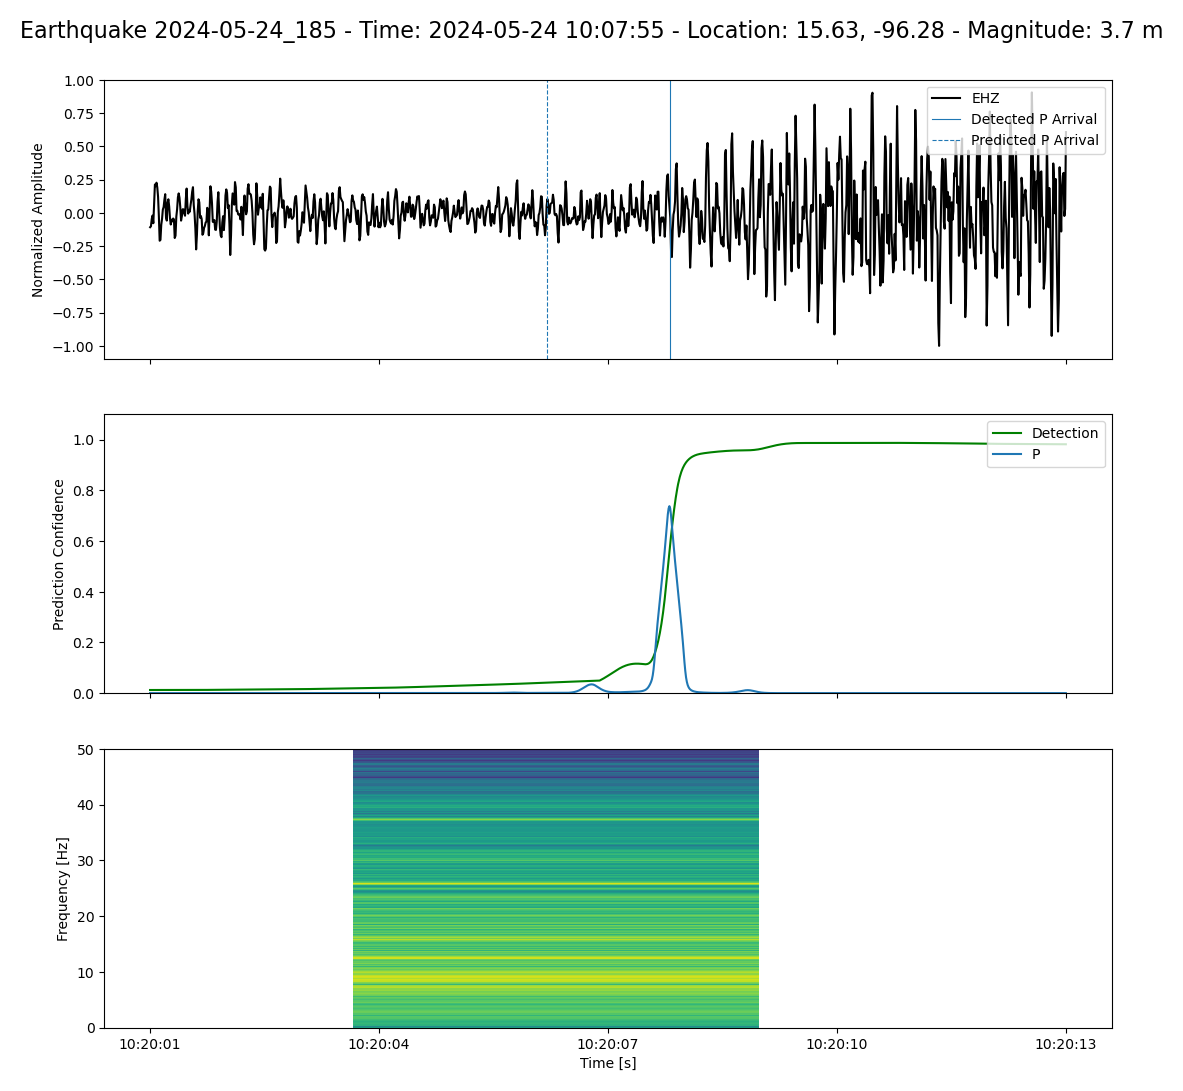 Earthquake 2024-05-24_185 - Time: 2024-05-24 10:07:55 - Location: 15.63, -96.28 - Magnitude: 3.7 m
1.00
0.75
0.50
0.25
0.00
−0.25
−0.50
−0.75
−1.00
Normalized Amplitude
EHZ
Detected P Arrival
Predicted P Arrival
1.0
0.8
0.6
0.4
0.2
0.0
Prediction Confidence
Detection
P
50
40
30
20
10
0
Frequency [Hz]
10:20:01
10:20:04
10:20:07
10:20:10
10:20:13
Time [s]